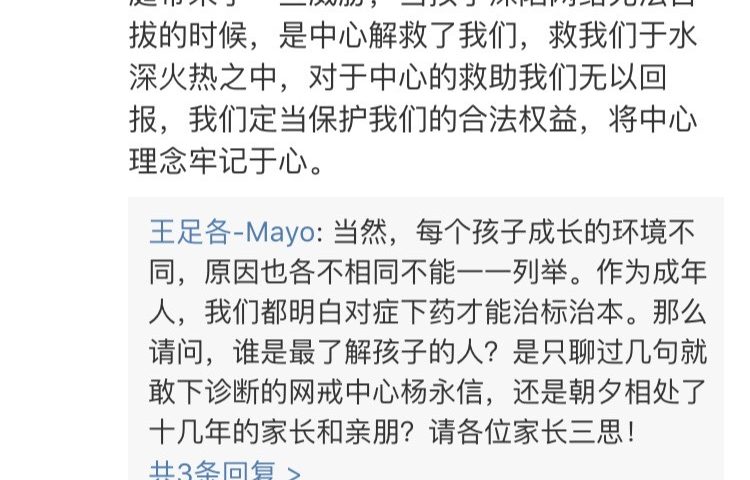 拔的时候，是中心解救了我们，救我们于水
深火热之中，对于中心的救助我们无以回
报，我们定当保护我们的合法权益，将中心
理念牢记于心。
王足各-Mayo: 当然，每个孩子成长的环境不
同，原因也各不相同不能一一列举。作为成年
人，我们都明白对症下药才能治标治本。那么
请问，谁是最了解孩子的人？是只聊过几句就
敢下诊断的网戒中心杨永信，还是朝夕相处了
十几年的家长和亲朋？请各位家长三思！
共3条回复 >